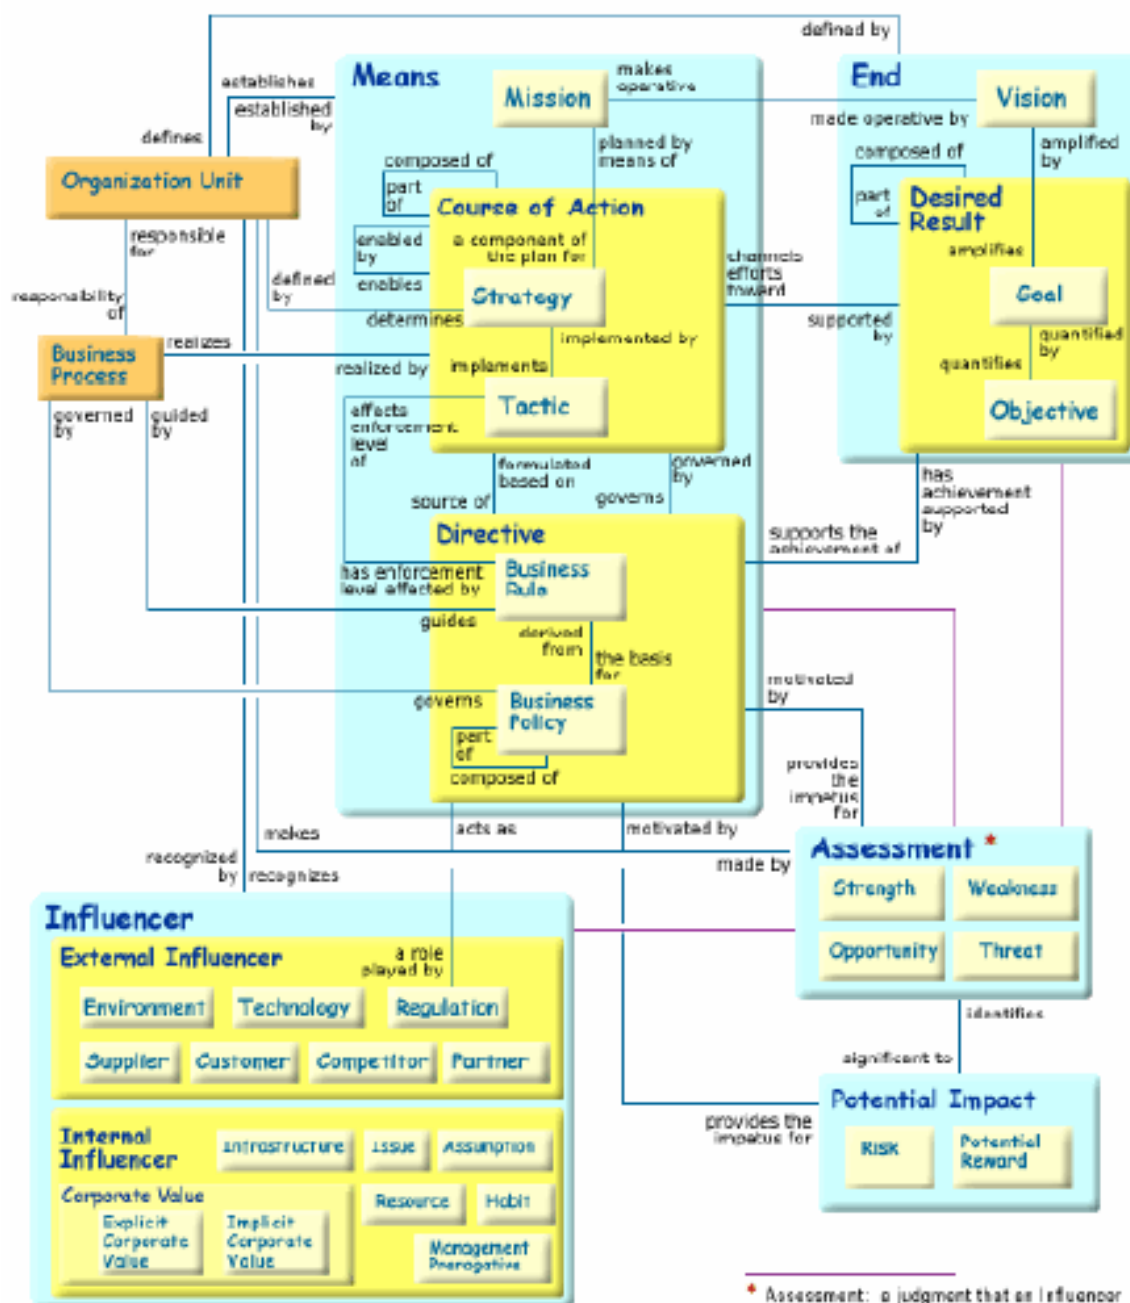 defined by
Means
End
makes
operative
Mission
Vision
establishes
established
by
made operative by
defines
planned by
means of
amplified
by
composed of
part
of
composed of
part
of
Organization Unit
Course of Action
Desired
Result
responsible
for
enabled
by
a component of
the plan for
channels
efforts
toward
amplifies
defined
by
enables
Strategy
Goal
responsibility
of
determines
supported
by
implemented by
quantified
by
Business
Process
realizes
realized by
implements
quantifies
Tactic
Objective
governed
by
guided
by
effects
enforcement
level
of
formulated
based on
governed
by
has
achievement
supported
by
source of
governs
Directive
supports the
achievement of
has enforcement
level effected by
Business
Rule
guides
derived
from
the basis
for
motivated
by
governs
Business
Policy
part
of
composed of
provides
the
impetus
for
makes
acts as
motivated by
made by
Assessment *
recognized
by
recognizes
Strength
Weakness
Opportunity
Threat
Influencer
External Influencer
a role
played by
Environment
Technology
Regulation
identifies
Supplier
Customer
Competitor
Partner
significant to
Potential Impact
provides the
impetus for
Risk
Potential
Reward
Internal
Influencer
Infrastructure
Issue
Assumption
Corporate Value
Resource
Habit
Explicit
Corporate
Value
Implicit
Corporate
Value
Management
Prerogative
* Assessment: a judgment that an Influencer